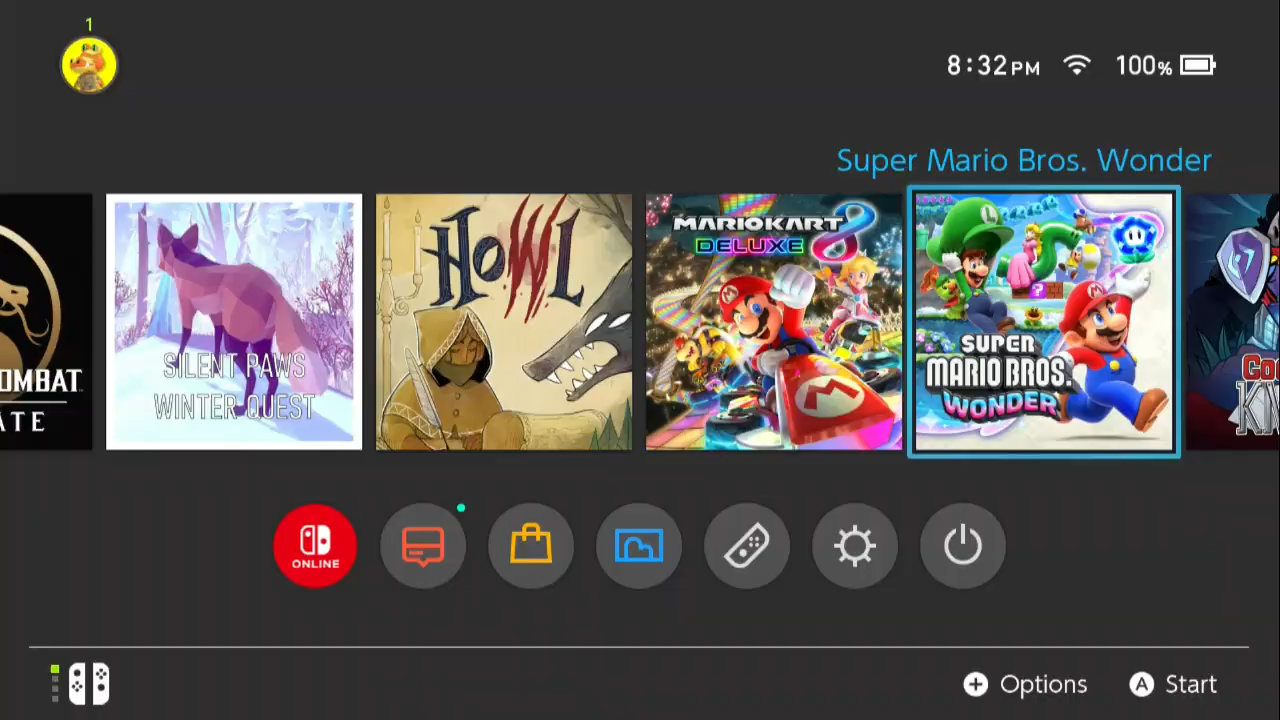 1
8:32PM
100%
Super Mario Bros. Wonder
OMBAT
ATE
SILENT PAWS
WINTER QUEST
HOWL
MARIOKART 8
DELUXE
SUPER
MARIO BROS.
WONDER
ONLINE
Options
Start